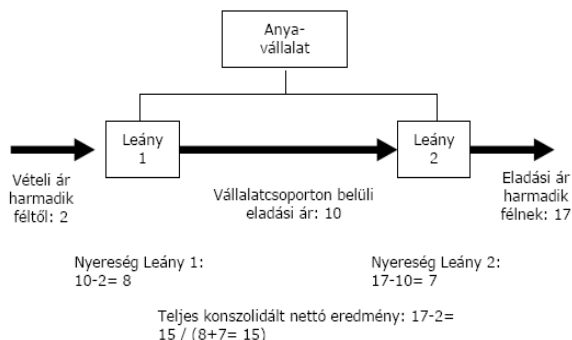 Anya-
vállalat
Leány
1
Leány
2
Vételi ár
harmadik
féltől: 2
Vállalatcsoporton belüli
eladási ár: 10
Eladási ár
harmadik
félnek: 17
Nyereség Leány 1:
10-2= 8
Nyereség Leány 2:
17-10= 7
Teljes konszolidált nettó eredmény: 17-2=
15 / (8+7= 15)